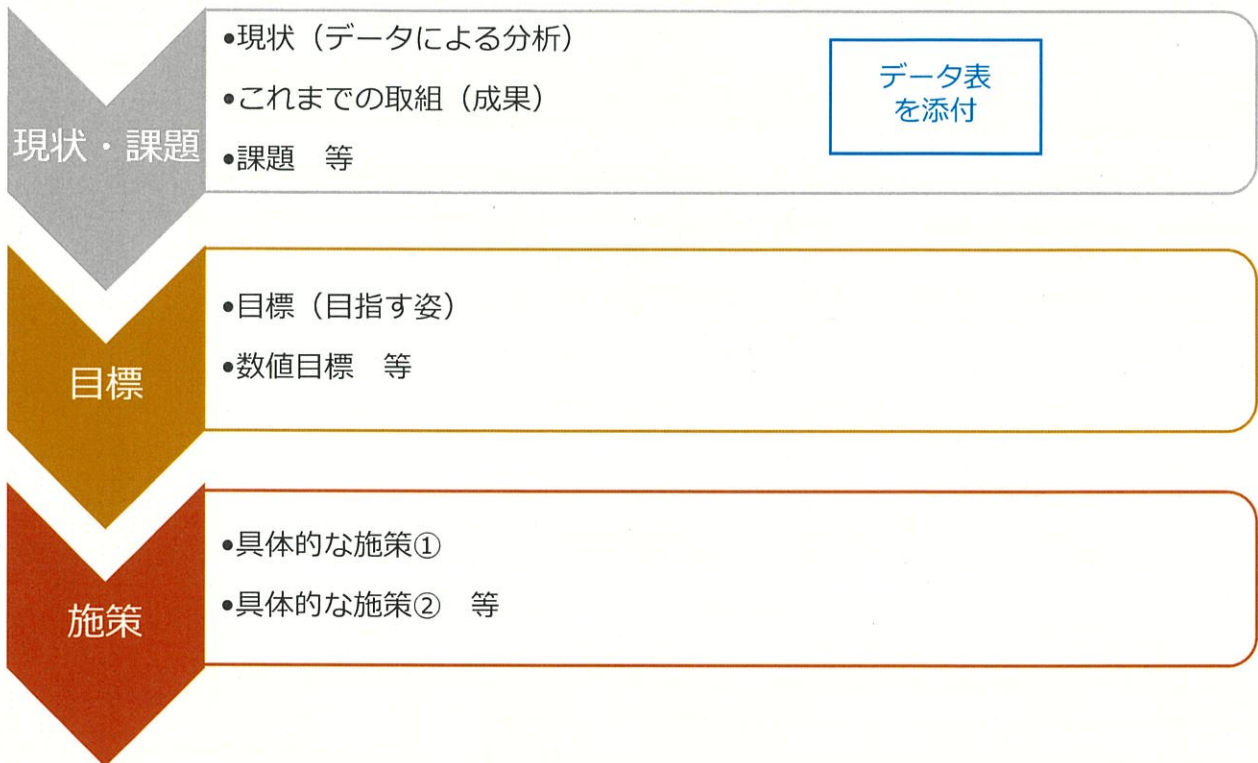 現状・課題
•現状（データによる分析）
•これまでの取組（成果）
•課題　等
データ表
を添付
目標
•目標（目指す姿）
•数値目標　等
施策
•具体的な施策①
•具体的な施策②　等